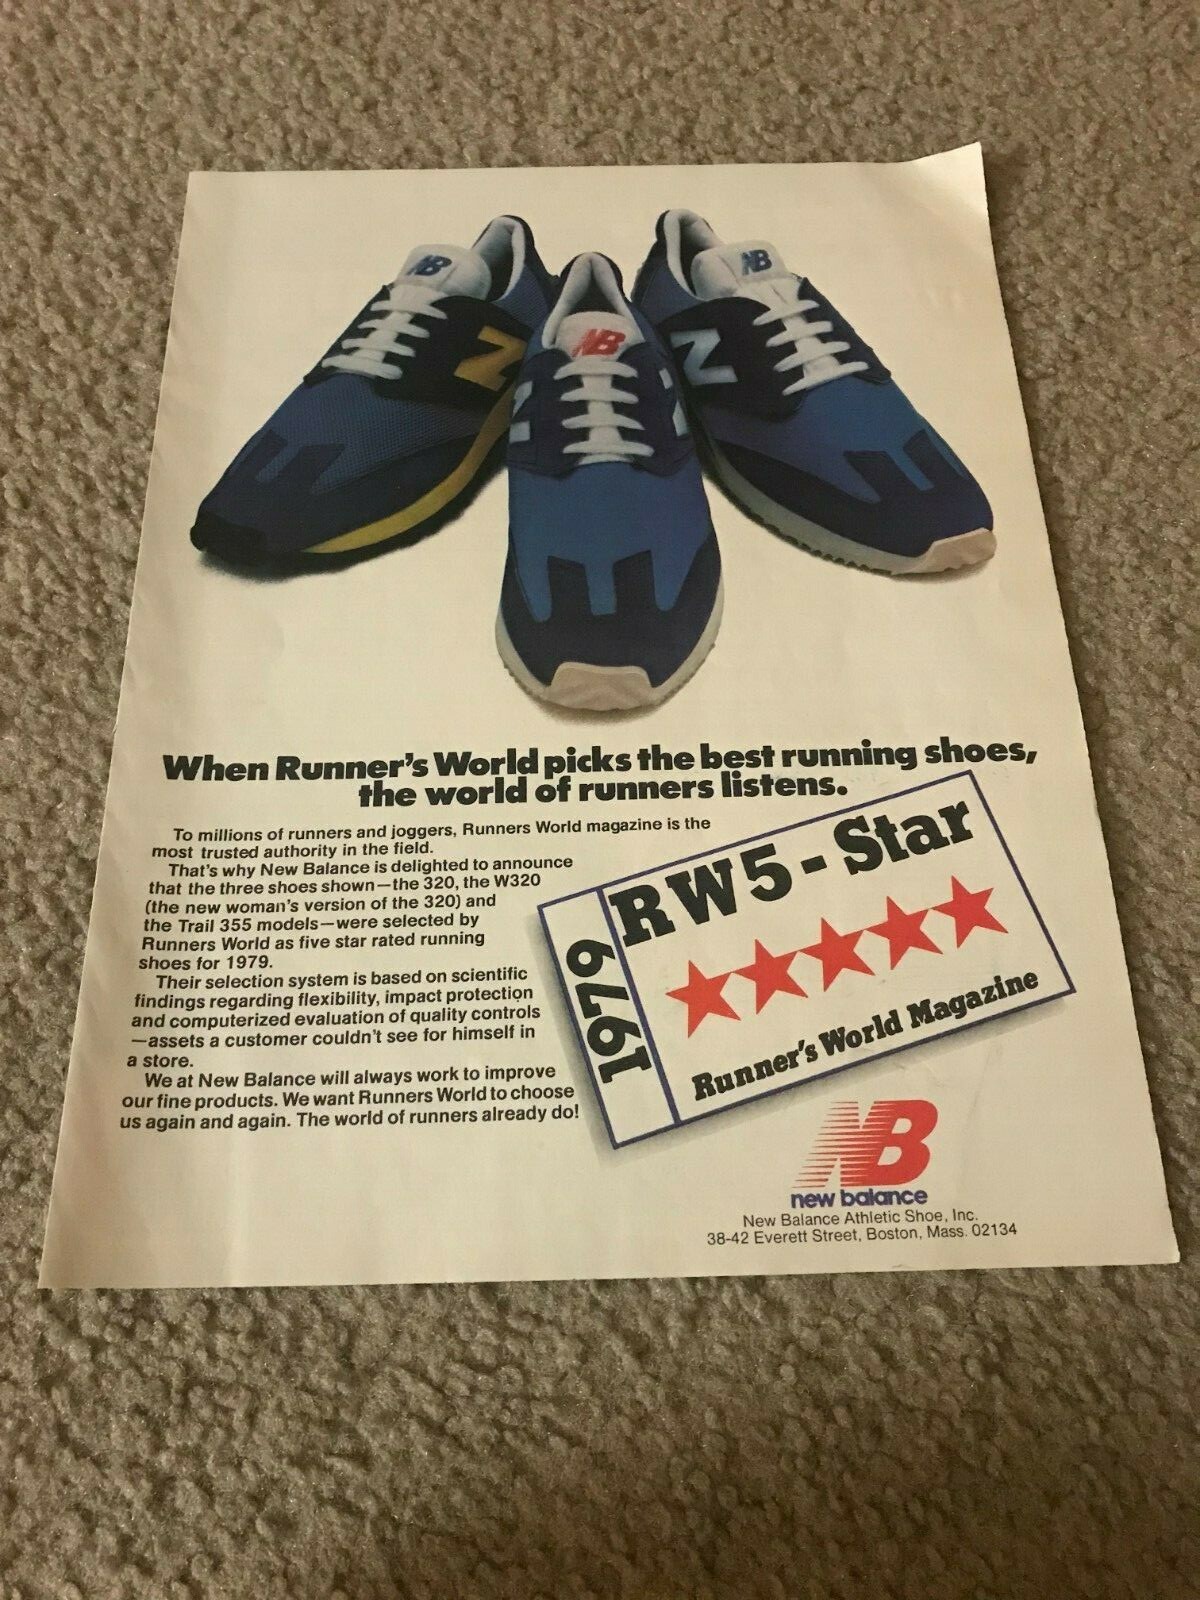 NB
NB
NB
N
N
When Runner's World picks the best running shoes,
the world of runners listens.
To millions of runners and joggers, Runners World magazine is the
most trusted authority in the field.
That's why New Balance is delighted to announce
that the three shoes shown—the 320, the W320
(the new woman's version of the 320) and
the Trail 355 models—were selected by
Runners World as five star rated running
shoes for 1979.
Their selection system is based on scientific
findings regarding flexibility, impact protection
and computerized evaluation of quality controls
—assets a customer couldn't see for himself in
a store.
We at New Balance will always work to improve
our fine products. We want Runners World to choose
us again and again. The world of runners already do!
1979
RW5-Star
Runner's World Magazine
NB
new balance
New Balance Athletic Shoe, Inc.
38-42 Everett Street, Boston, Mass. 02134